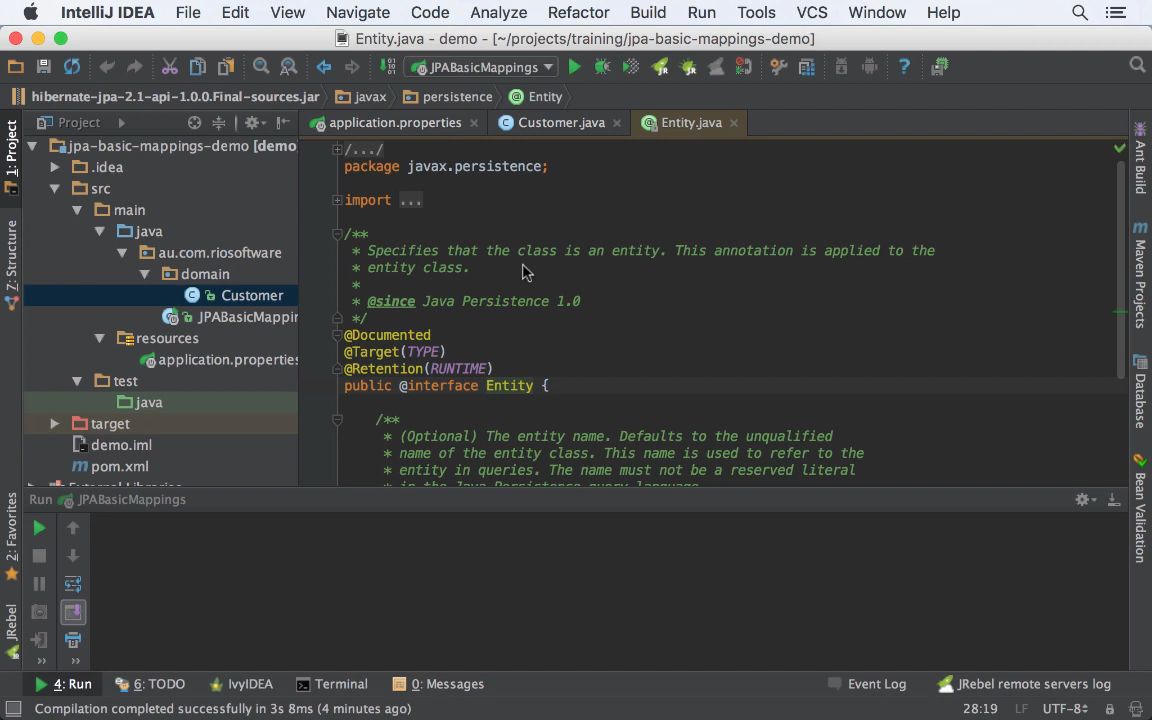 IntelliJ IDEA File Edit View Navigate Code Analyze Refactor Build Run Tools VCS Window Help
Entity.java - demo - [~/projects/training/jpa-basic-mappings-demo]
JPABasicMappings
hibernate-jpa-2.1-api-1.0.0.Final-sources.jar javax persistence Entity
Project
application.properties
Customer.java
Entity.java
1: Project
Z: Structure
2: Favorites
JRebel
jpa-basic-mappings-demo [demo
.idea
src
main
java
au.com.riosoftware
domain
Customer
JPABasicMappin
resources
application.properties
test
java
target
demo.iml
pom.xml
/.../
package javax.persistence;
import ...
/**
* Specifies that the class is an entity. This annotation is applied to the
* entity class.
*
* @since Java Persistence 1.0
*/
@Documented
@Target(TYPE)
@Retention(RUNTIME)
public @interface Entity {
/**
* (Optional) The entity name. Defaults to the unqualified
* name of the entity class. This name is used to refer to the
* entity in queries. The name must not be a reserved literal
* in the Java Persistence query language.
Ant Build
Maven Projects
Database
Bean Validation
Run JPABasicMappings
4: Run 6: TODO IvyIDEA Terminal 0: Messages Event Log JRebel remote servers log
Compilation completed successfully in 3s 8ms (4 minutes ago) 28:19 LF UTF-8